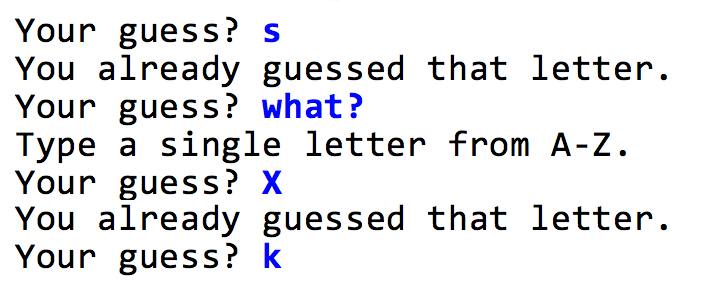 Your guess? s
You already guessed that letter.
Your guess? what?
Type a single letter from A-Z.
Your guess? X
You already guessed that letter.
Your guess? k